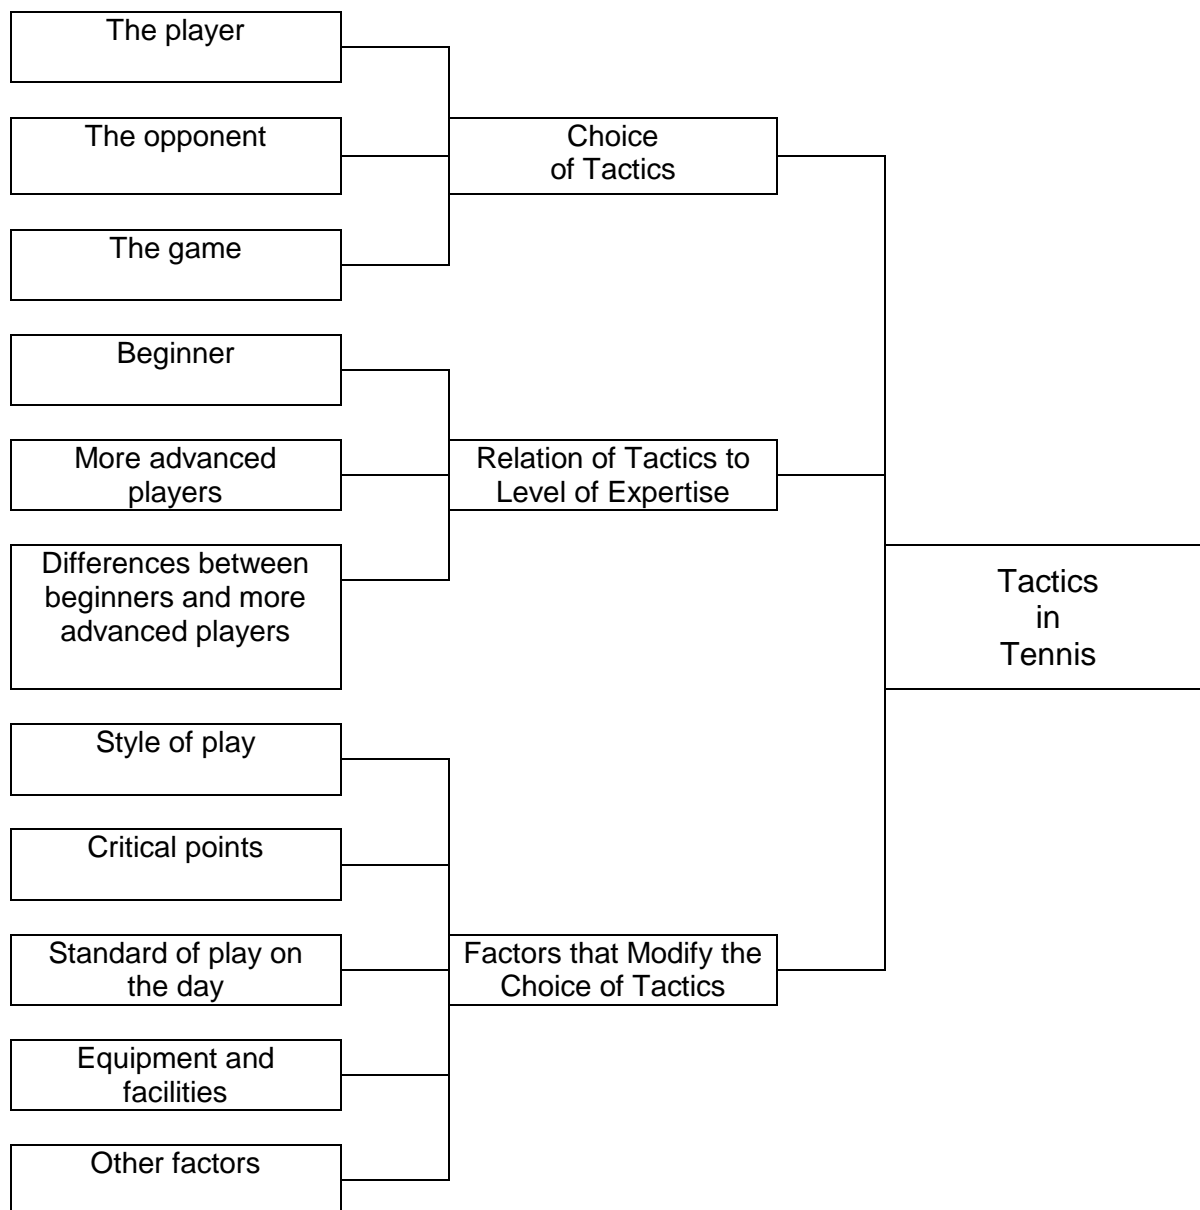 The player
The opponent
Choice
of Tactics
The game
Beginner
More advanced
players
Relation of Tactics to
Level of Expertise
Differences between
beginners and more
advanced players
Tactics
in
Tennis
Style of play
Critical points
Standard of play on
the day
Factors that Modify the
Choice of Tactics
Equipment and
facilities
Other factors